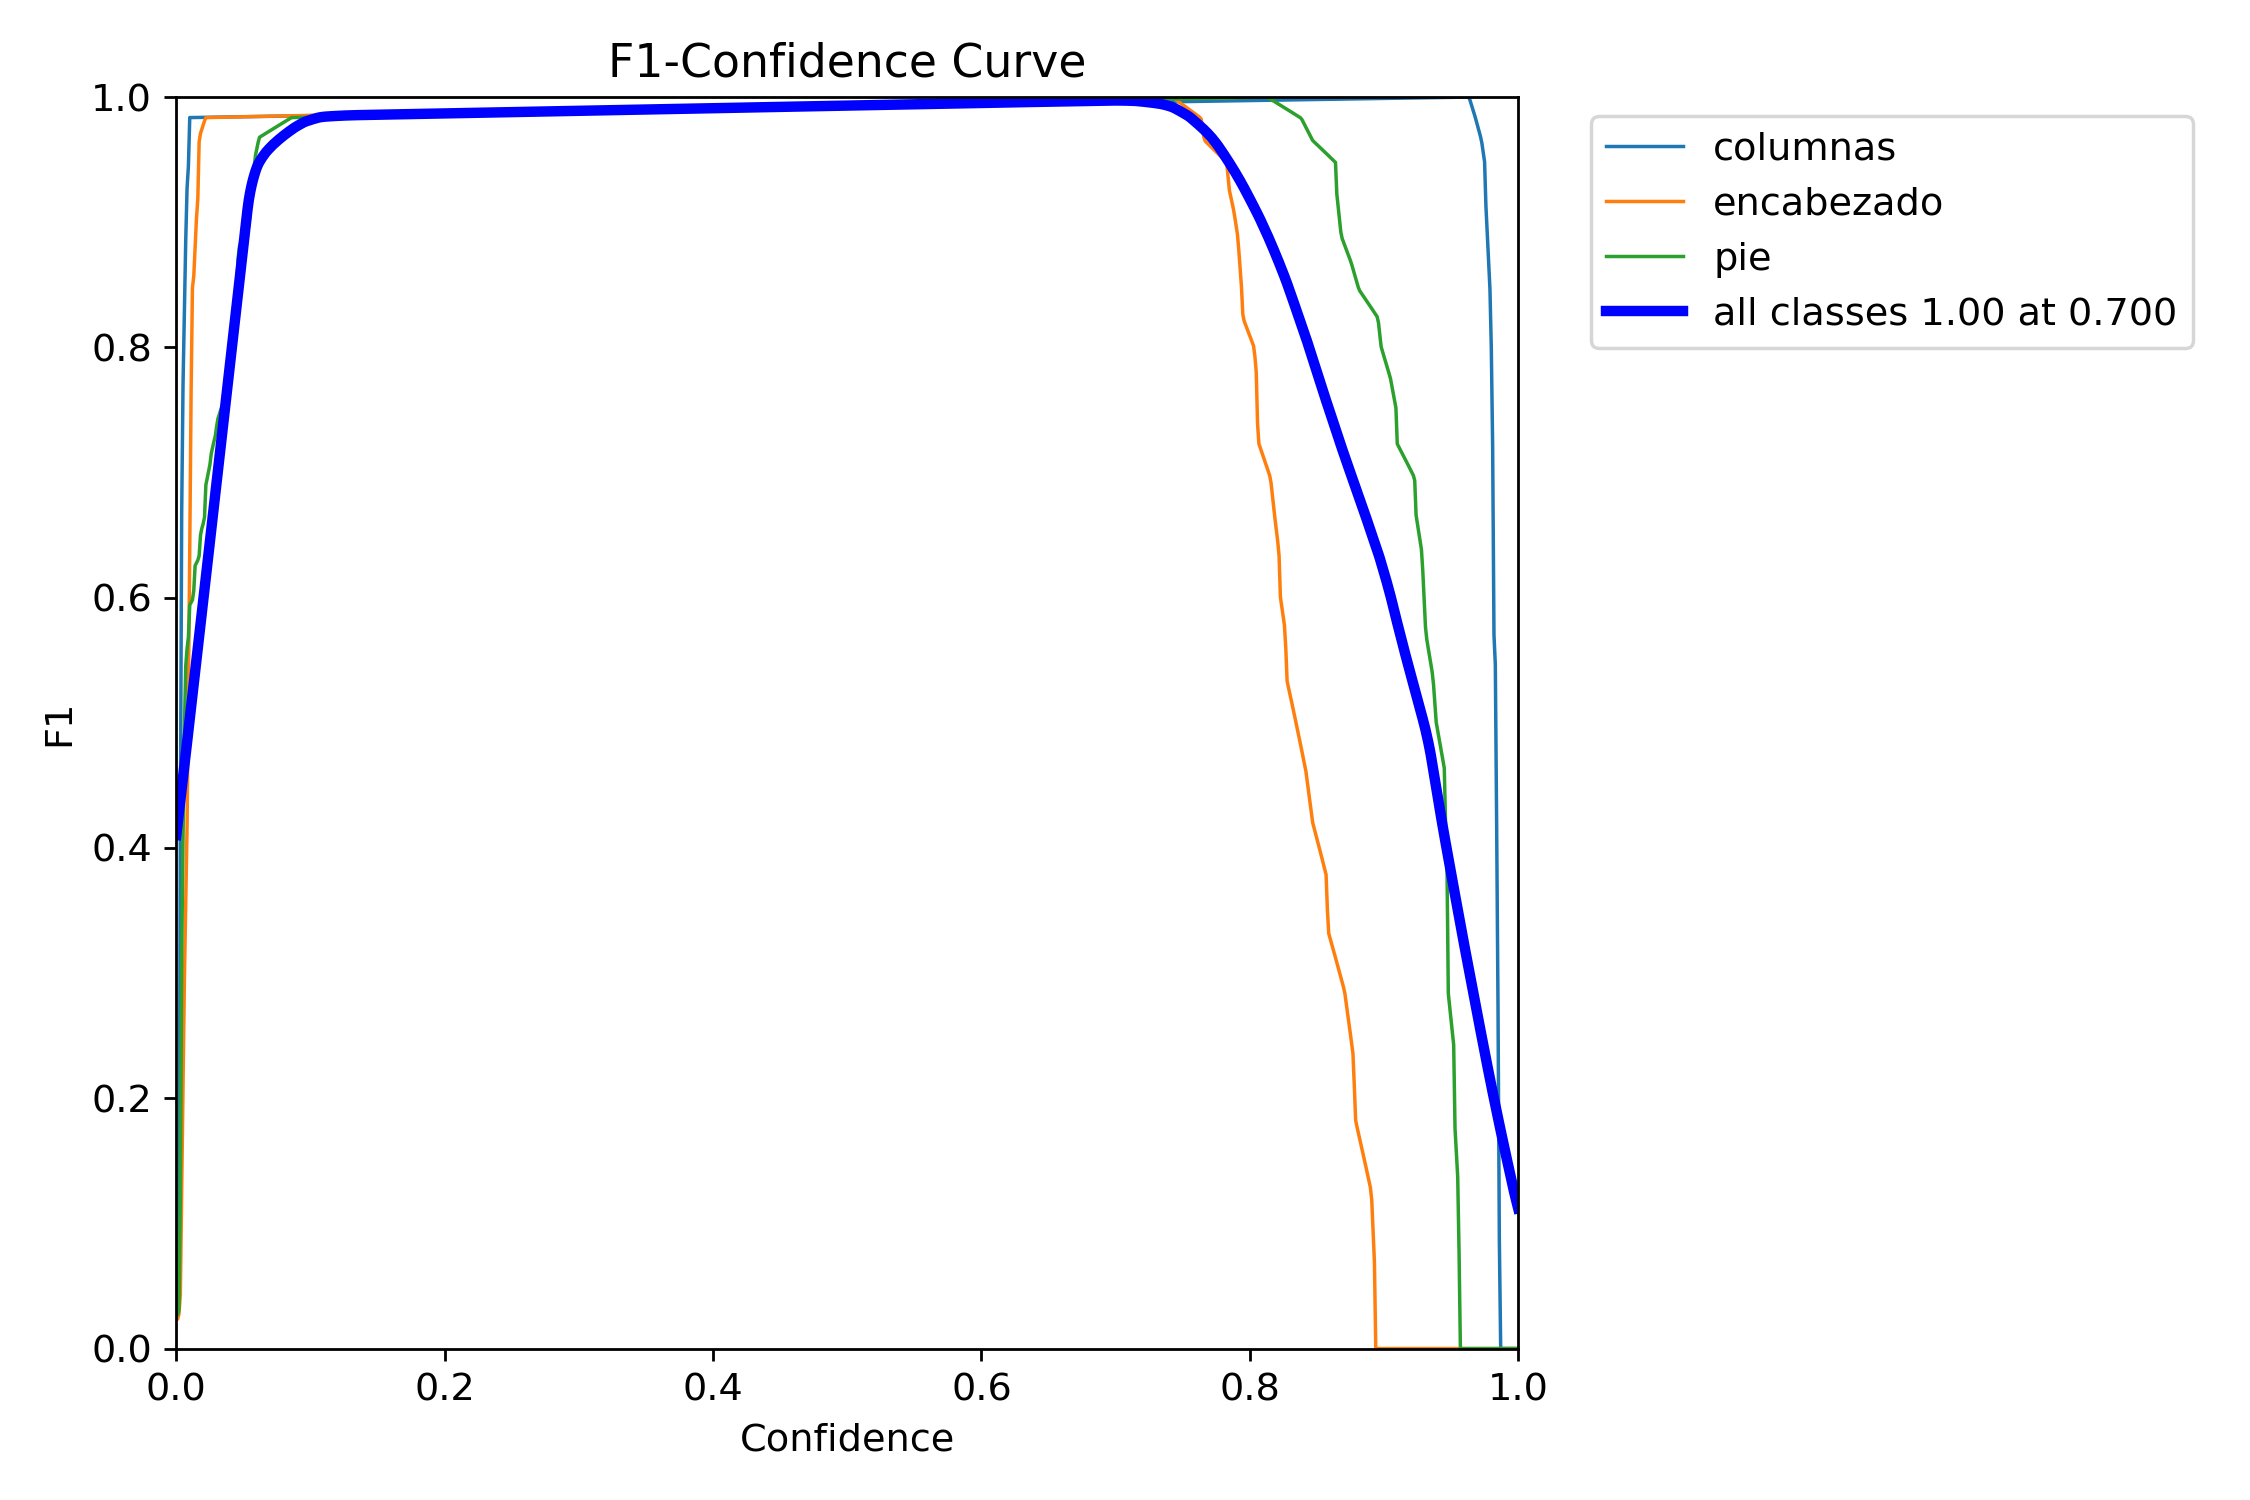 F1-Confidence Curve
1.0
0.8
0.6
0.4
0.2
0.0
F1
0.0 0.2 0.4 0.6 0.8 1.0
Confidence
columnas
encabezado
pie
all classes 1.00 at 0.700